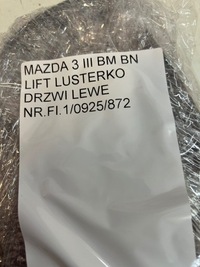 MAZDA 3 III BM BN
LIFT LUSTERKO
DRZWI LEWE
NR.FI.1/0925/872